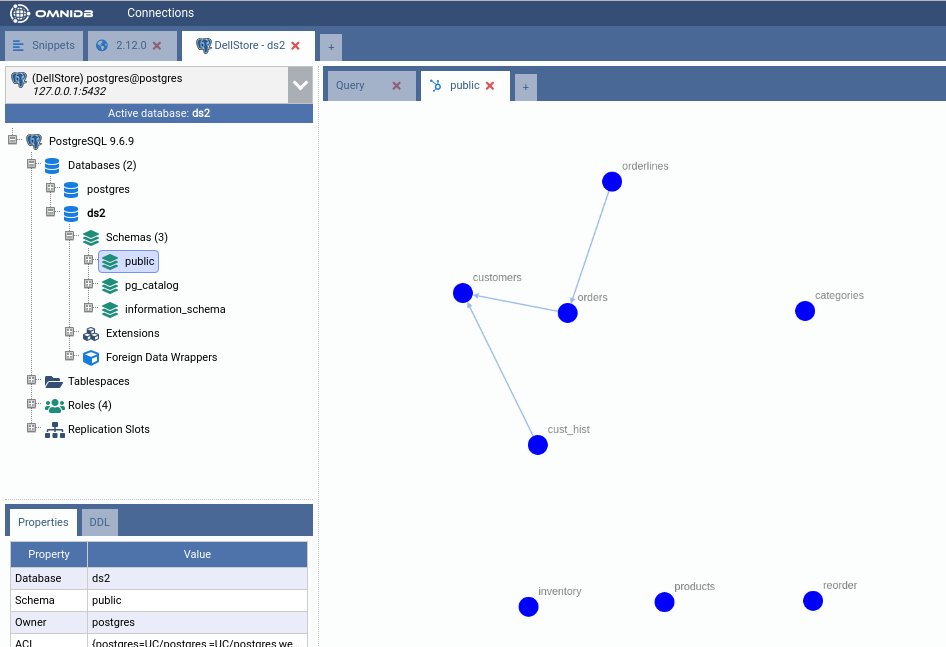 OMNIDB Connections
Snippets 2.12.0 DellStore - ds2 +
(DellStore) postgres@postgres
127.0.0.1:5432
Active database: ds2
PostgreSQL 9.6.9
Databases (2)
postgres
ds2
Schemas (3)
public
pg_catalog
information_schema
Extensions
Foreign Data Wrappers
Tablespaces
Roles (4)
Replication Slots
Properties DDL
Property Value
Database ds2
Schema public
Owner postgres
ACL {postgres=UC/postgres,=UC/postgres,we...
Query public +
orderlines
customers
orders
categories
cust_hist
inventory
products
reorder